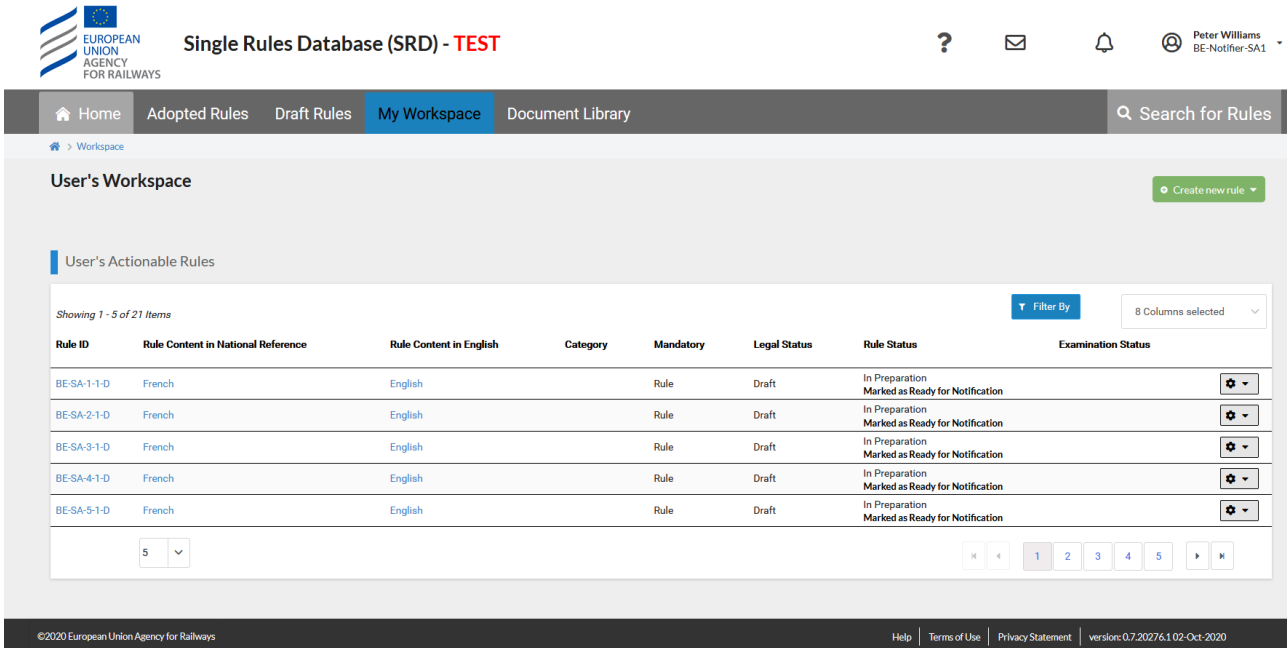 EUROPEAN
UNION
AGENCY
FOR RAILWAYS
Single Rules Database (SRD) - TEST
?
Peter Williams
BE-Notifier-SA1
Home Adopted Rules Draft Rules My Workspace Document Library Search for Rules
> Workspace
User's Workspace
Create new rule
User's Actionable Rules
Showing 1 - 5 of 21 Items
Filter By
8 Columns selected
Rule ID Rule Content in National Reference Rule Content in English Category Mandatory Legal Status Rule Status Examination Status
BE-SA-1-1-D French English Rule Draft In Preparation
Marked as Ready for Notification
BE-SA-2-1-D French English Rule Draft In Preparation
Marked as Ready for Notification
BE-SA-3-1-D French English Rule Draft In Preparation
Marked as Ready for Notification
BE-SA-4-1-D French English Rule Draft In Preparation
Marked as Ready for Notification
BE-SA-5-1-D French English Rule Draft In Preparation
Marked as Ready for Notification
5
1 2 3 4 5
©2020 European Union Agency for Railways
Help | Terms of Use | Privacy Statement | version: 0.7.20276.1 02-Oct-2020